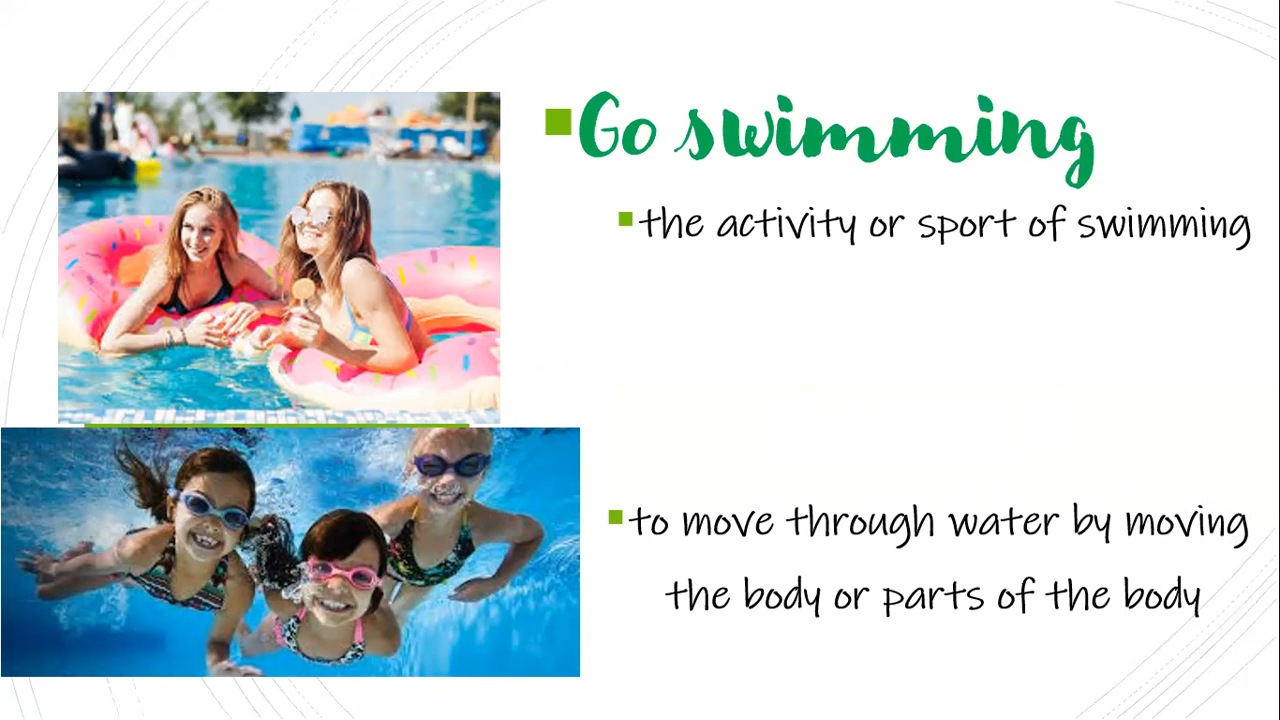 Go swimming
the activity or sport of swimming
to move through water by moving
the body or parts of the body